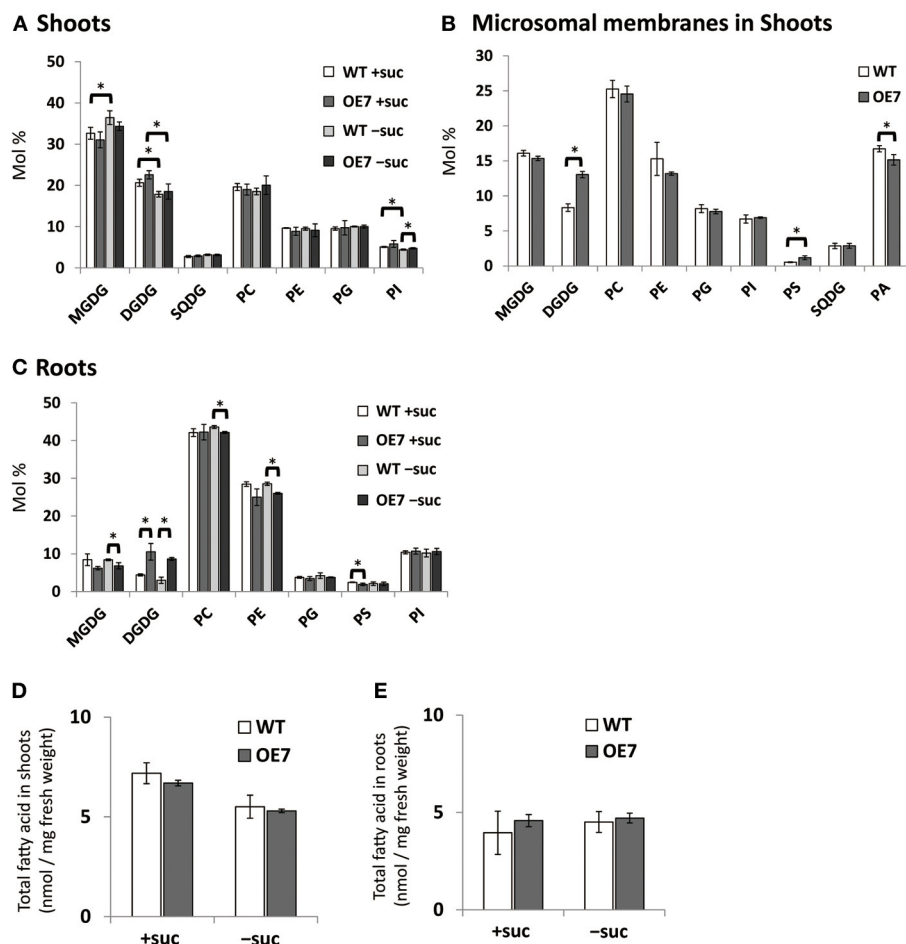 A Shoots
Mol %
50
40
30
20
10
0
WT +suc
OE7 +suc
WT −suc
OE7 −suc
* * * * *
MGDG DGDG SQDG PC PE PG PI
B Microsomal membranes in Shoots
Mol %
30
25
20
15
10
5
0
WT
OE7
* * *
MGDG DGDG PC PE PG PI PS SQDG PA
C Roots
Mol %
50
40
30
20
10
0
WT +suc
OE7 +suc
WT −suc
OE7 −suc
* * * * * *
MGDG DGDG PC PE PG PS PI
D
Total fatty acid in shoots
(nmol / mg fresh weight)
10
5
0
WT
OE7
+suc −suc
E
Total fatty acid in roots
(nmol / mg fresh weight)
10
5
0
WT
OE7
+suc −suc